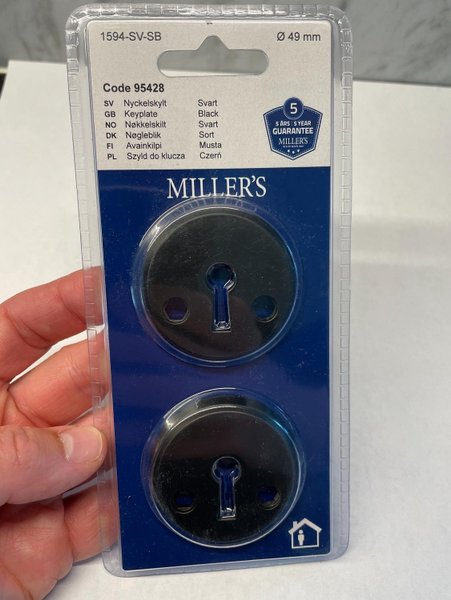 1594-SV-SB Ø 49 mm
Code 95428
SV Nyckelskylt Svart
GB Keyplate Black
NO Nøkkelskilt Svart
DK Nøgleblik Sort
FI Avainkilpi Musta
PL Szyld do klucza Czerń
5
5 ÅRS | 5 YEAR
GUARANTEE
MILLER'S
MILLER'S